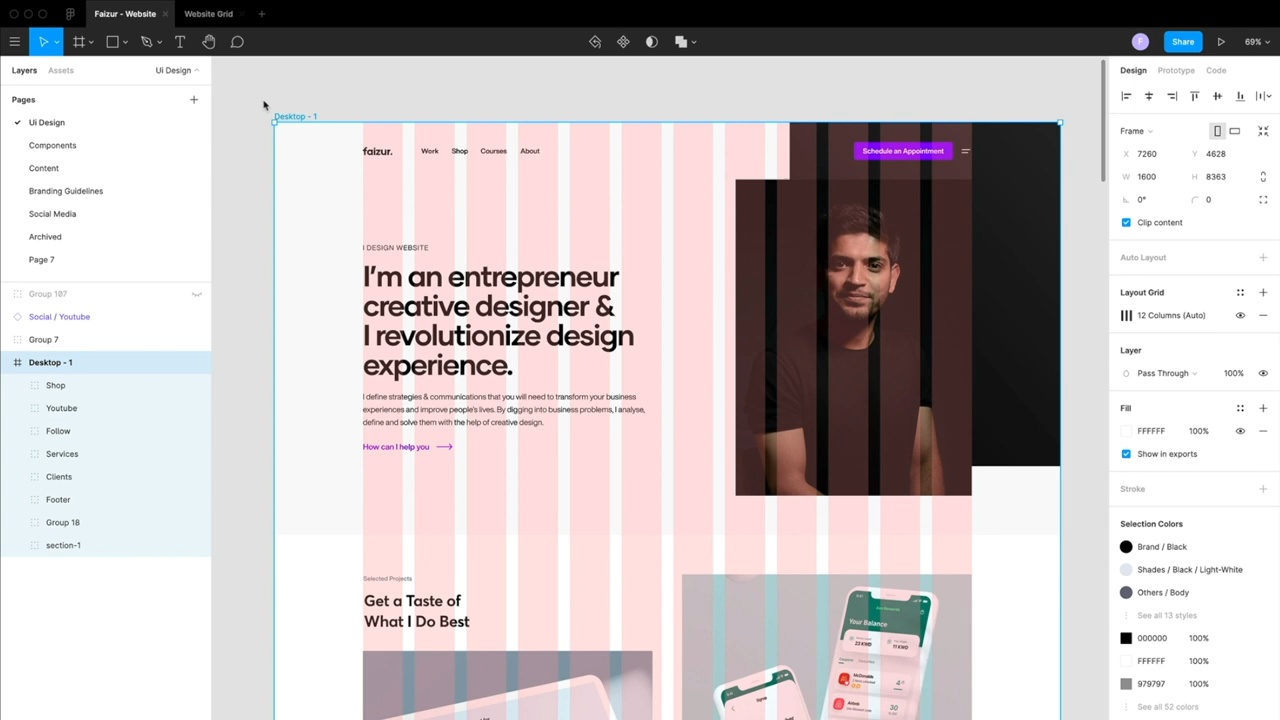 Faizur - Website
Website Grid
Share
69%
Layers
Assets
Ui Design
Pages
Ui Design
Components
Content
Branding Guidelines
Social Media
Archived
Page 7
Group 107
Social / Youtube
Group 7
Desktop - 1
Shop
Youtube
Follow
Services
Clients
Footer
Group 18
section-1
Desktop - 1
faizur.
Work
Shop
Courses
About
Schedule an Appointment
I DESIGN WEBSITE
I'm an entrepreneur
creative designer &
I revolutionize design
experience.
I define strategies & communications that you will need to transform your business
experiences and improve people's lives. By digging into business problems, I analyse,
define and solve them with the help of creative design.
How can I help you
Selected Projects
Get a Taste of
What I Do Best
Your Balance
23 KWD
11 KWD
McDonalds
Airbnb
30
Design
Prototype
Code
Frame
X 7260 Y 4628
W 1600 H 8363
0° 0
Clip content
Auto Layout
Layout Grid
12 Columns (Auto)
Layer
Pass Through 100%
Fill
FFFFFF 100%
Show in exports
Stroke
Selection Colors
Brand / Black
Shades / Black / Light-White
Others / Body
See all 13 styles
000000 100%
FFFFFF 100%
979797 100%
See all 52 colors